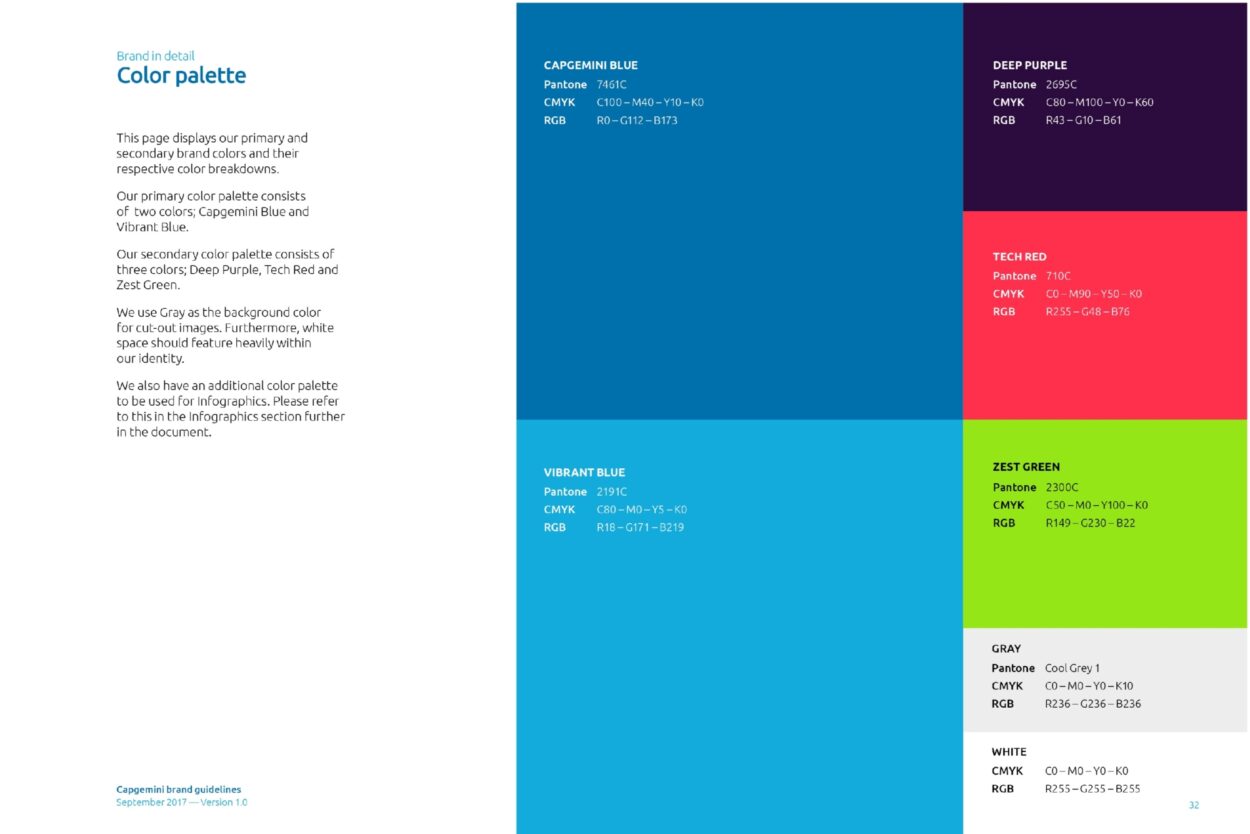 Brand in detail
Color palette
This page displays our primary and
secondary brand colors and their
respective color breakdowns.
Our primary color palette consists
of two colors; Capgemini Blue and
Vibrant Blue.
Our secondary color palette consists of
three colors; Deep Purple, Tech Red and
Zest Green.
We use Gray as the background color
for cut-out images. Furthermore, white
space should feature heavily within
our identity.
We also have an additional color palette
to be used for Infographics. Please refer
to this in the Infographics section further
in the document.
Capgemini brand guidelines
September 2017 — Version 1.0
CAPGEMINI BLUE
Pantone 7461C
CMYK C100 – M40 – Y10 – K0
RGB R0 – G112 – B173
VIBRANT BLUE
Pantone 2191C
CMYK C80 – M0 – Y5 – K0
RGB R18 – G171 – B219
DEEP PURPLE
Pantone 2695C
CMYK C80 – M100 – Y0 – K60
RGB R43 – G10 – B61
TECH RED
Pantone 710C
CMYK C0 – M90 – Y50 – K0
RGB R255 – G48 – B76
ZEST GREEN
Pantone 2300C
CMYK C50 – M0 – Y100 – K0
RGB R149 – G230 – B22
GRAY
Pantone Cool Grey 1
CMYK C0 – M0 – Y0 – K10
RGB R236 – G236 – B236
WHITE
CMYK C0 – M0 – Y0 – K0
RGB R255 – G255 – B255
32